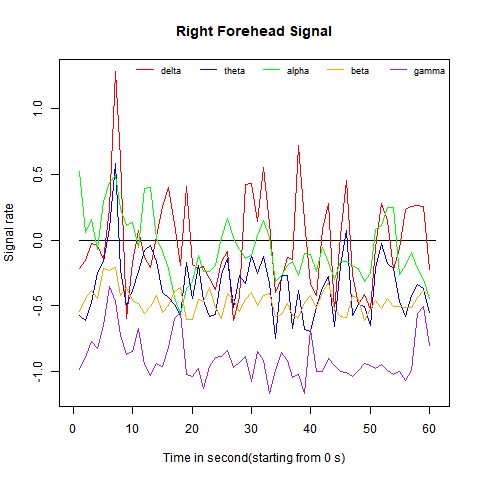 Right Forehead Signal
delta theta alpha beta gamma
Signal rate
1.0
0.5
0.0
-0.5
-1.0
0 10 20 30 40 50 60
Time in second(starting from 0 s)